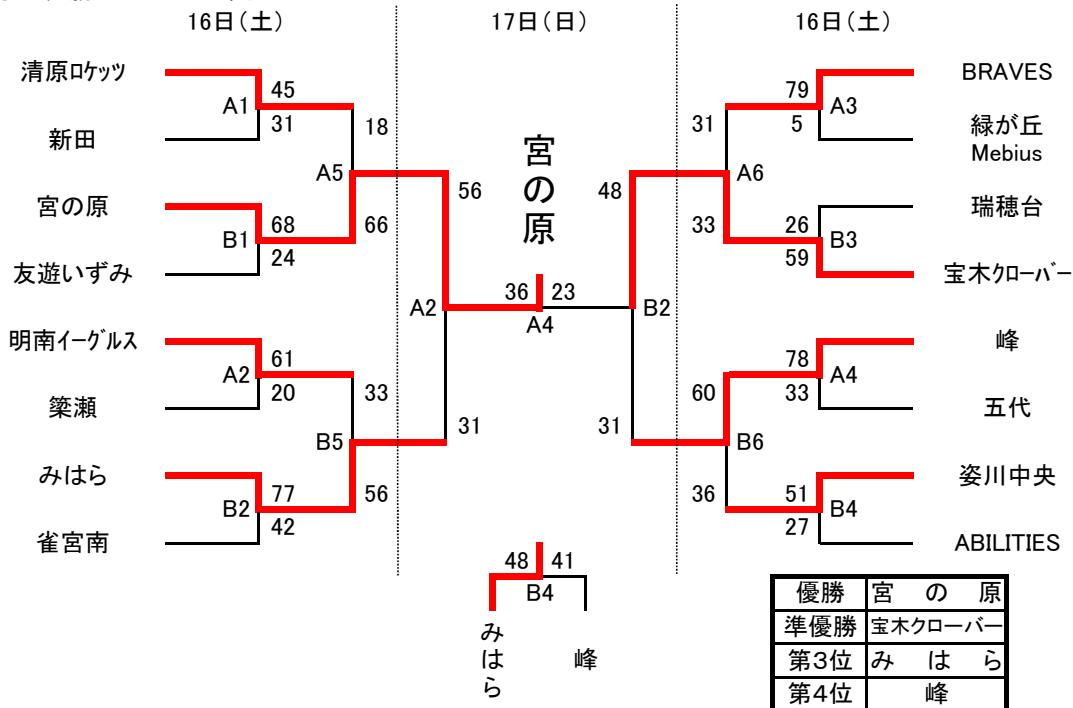 16日(土)
17日(日)
16日(土)
清原ロケッツ
新田
宮の原
友遊いずみ
明南イーグルス
簗瀬
みはら
雀宮南
A1
45
31
B1
68
24
A2
61
20
B2
77
42
18
A5
66
33
B5
56
56
A2
31
宮の原
36
23
A4
48
B2
31
31
A6
33
60
B6
36
79
5
A3
26
59
B3
78
33
A4
51
27
B4
BRAVES
緑が丘
Mebius
瑞穂台
宝木クローバー
峰
五代
姿川中央
ABILITIES
48
41
B4
みはら
峰
優勝 宮の原
準優勝 宝木クローバー
第3位 みはら
第4位 峰